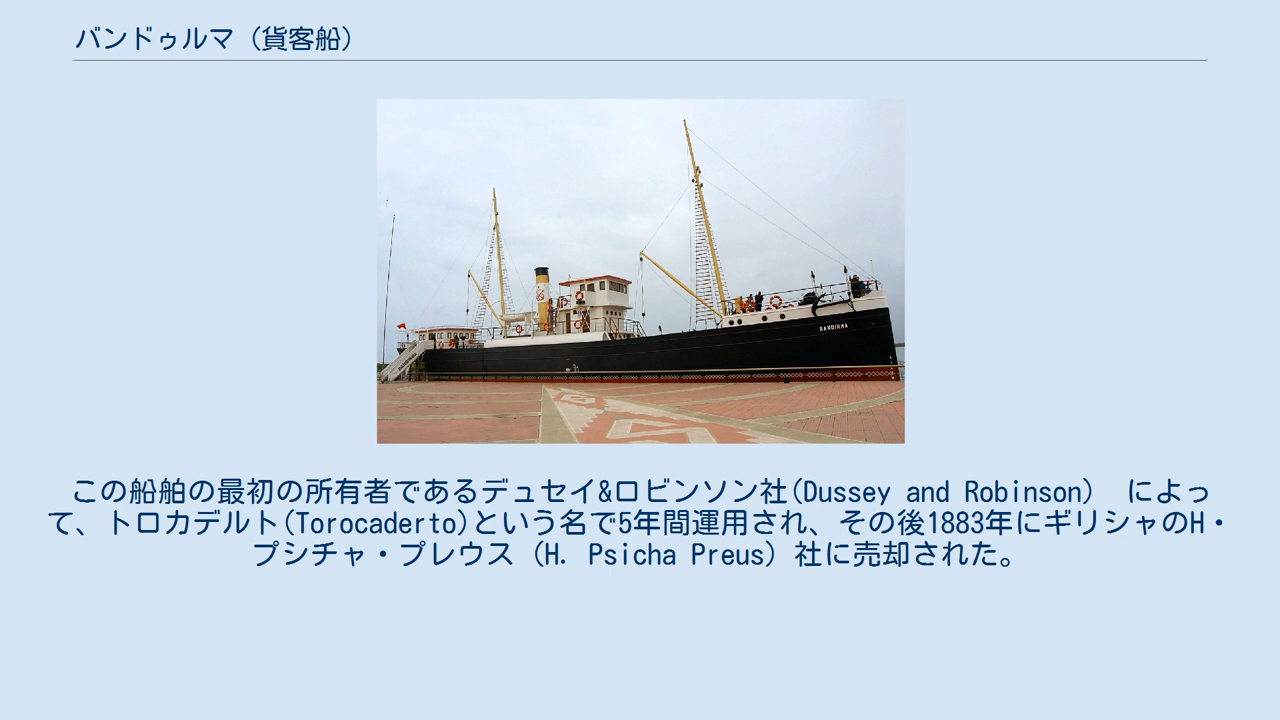 バンドゥルマ (貨客船)
BANDIRMA
この船舶の最初の所有者であるデュセイ&ロビンソン社(Dussey and Robinson) によっ
て、トロカデルト(Torocaderto)という名で5年間運用され、その後1883年にギリシャのH・
プシチャ・プレウス (H. Psicha Preus) 社に売却された。